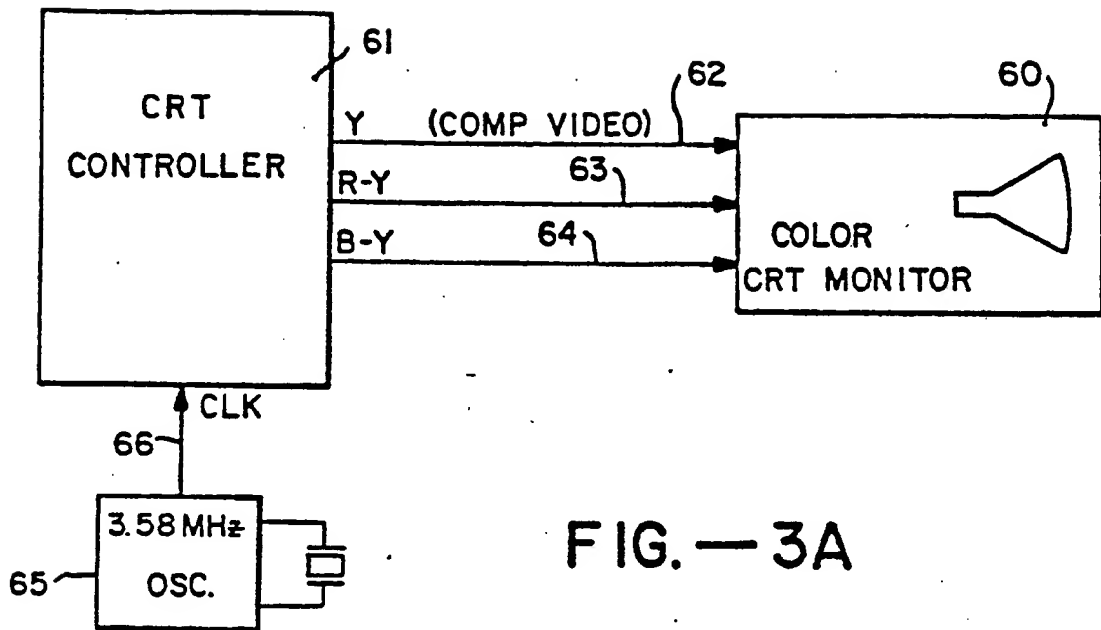 61
CRT
CONTROLLER
Y (COMP VIDEO)
62
60
R-Y
63
B-Y
64
COLOR
CRT MONITOR
CLK
66
3.58 MHz
OSC.
65
FIG. — 3A